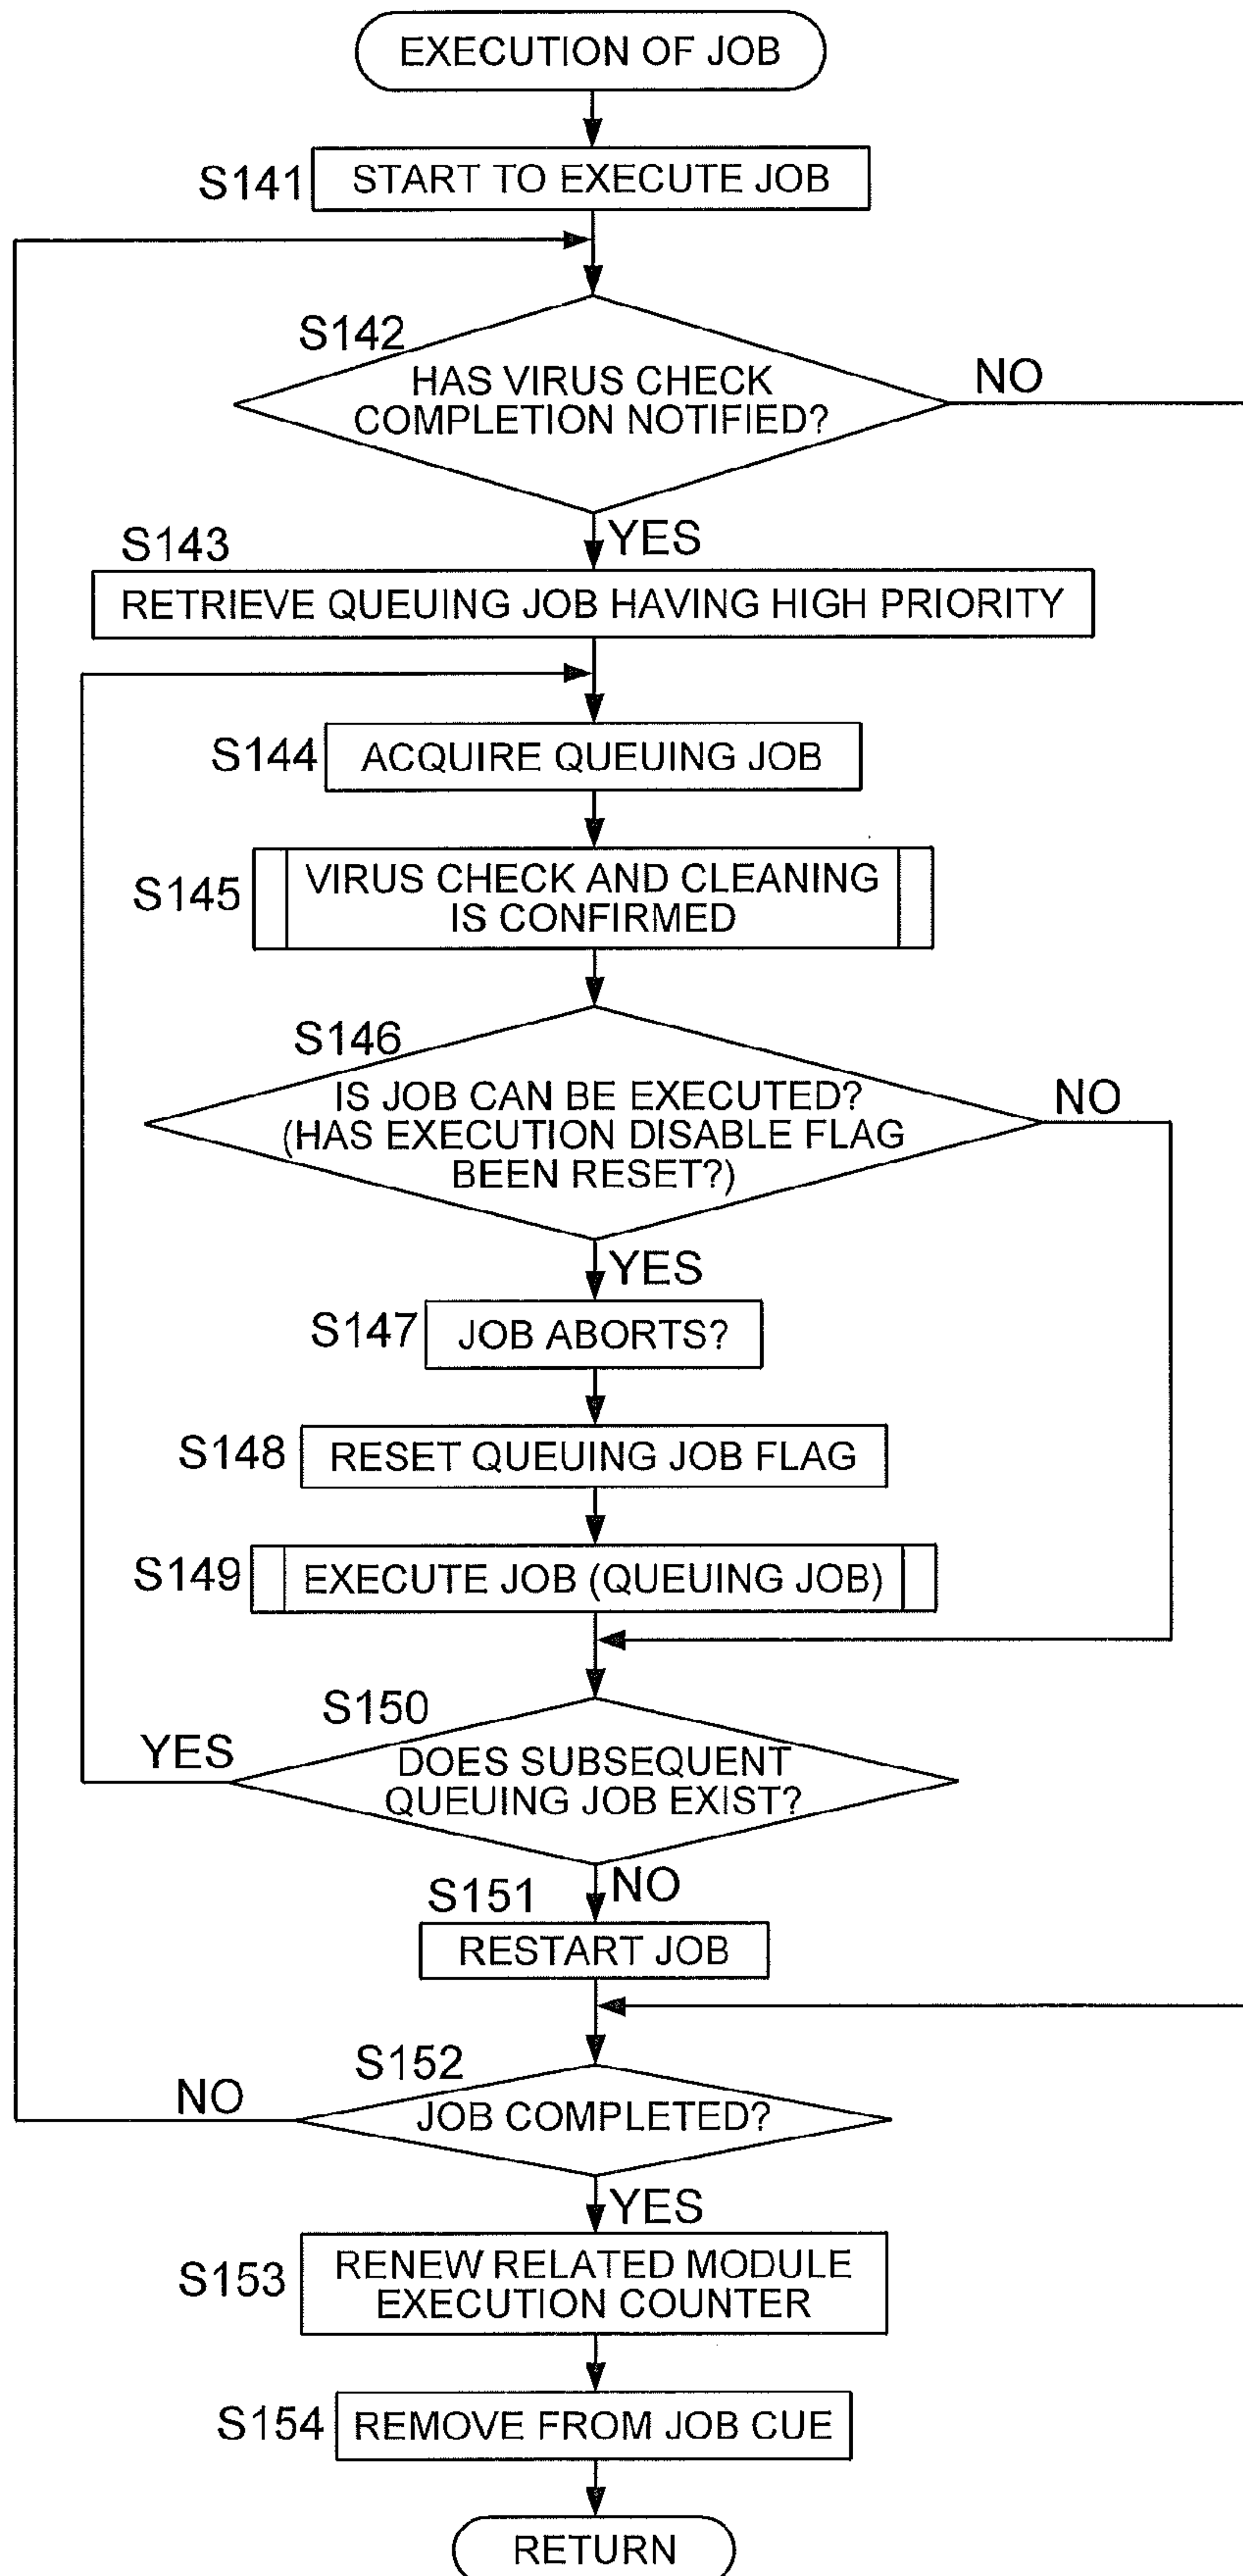 EXECUTION OF JOB
S141
START TO EXECUTE JOB
S142
HAS VIRUS CHECK
COMPLETION NOTIFIED?
NO
YES
S143
RETRIEVE QUEUING JOB HAVING HIGH PRIORITY
S144
ACQUIRE QUEUING JOB
S145
VIRUS CHECK AND CLEANING
IS CONFIRMED
S146
IS JOB CAN BE EXECUTED?
(HAS EXECUTION DISABLE FLAG
BEEN RESET?)
NO
YES
S147
JOB ABORTS?
S148
RESET QUEUING JOB FLAG
S149
EXECUTE JOB (QUEUING JOB)
S150
YES
DOES SUBSEQUENT
QUEUING JOB EXIST?
NO
S151
RESTART JOB
S152
NO
JOB COMPLETED?
YES
S153
RENEW RELATED MODULE
EXECUTION COUNTER
S154
REMOVE FROM JOB CUE
RETURN